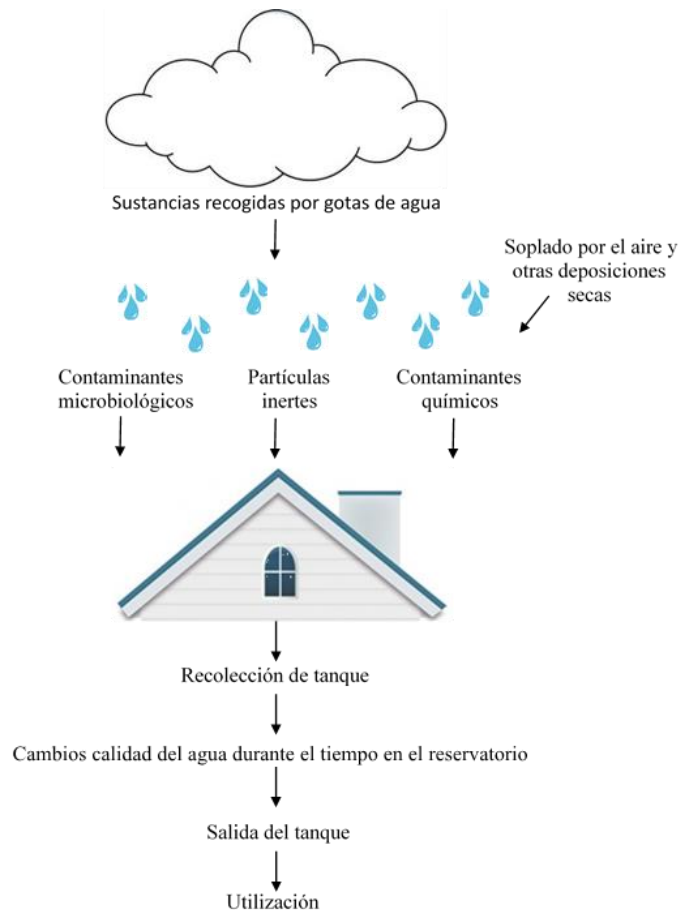 Sustancias recogidas por gotas de agua
Soplado por el aire y
otras deposiciones
secas
Contaminantes
microbiológicos
Partículas
inertes
Contaminantes
químicos
Recolección de tanque
Cambios calidad del agua durante el tiempo en el reservatorio
Salida del tanque
Utilización